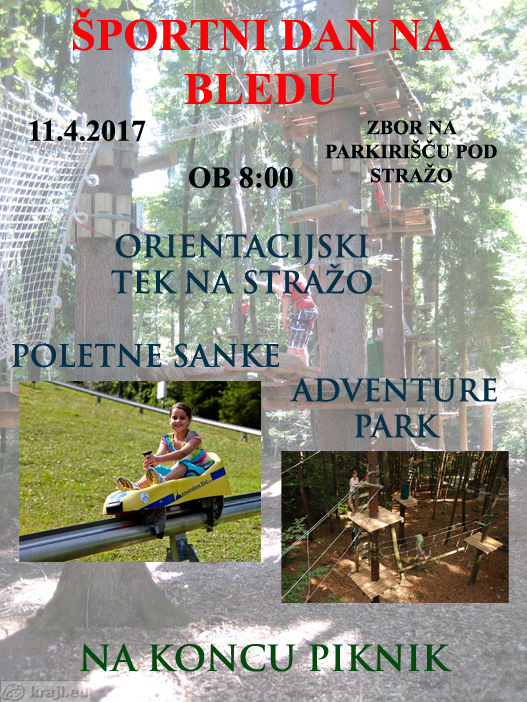 ŠPORTNI DAN NA
BLEDU
11.4.2017
ZBOR NA
PARKIRIŠČU POD
STRAŽO
OB 8:00
ORIENTACIJSKI
TEK NA STRAŽO
POLETNE SANKE
ADVENTURE
PARK
NA KONCU PIKNIK
kraji.eu